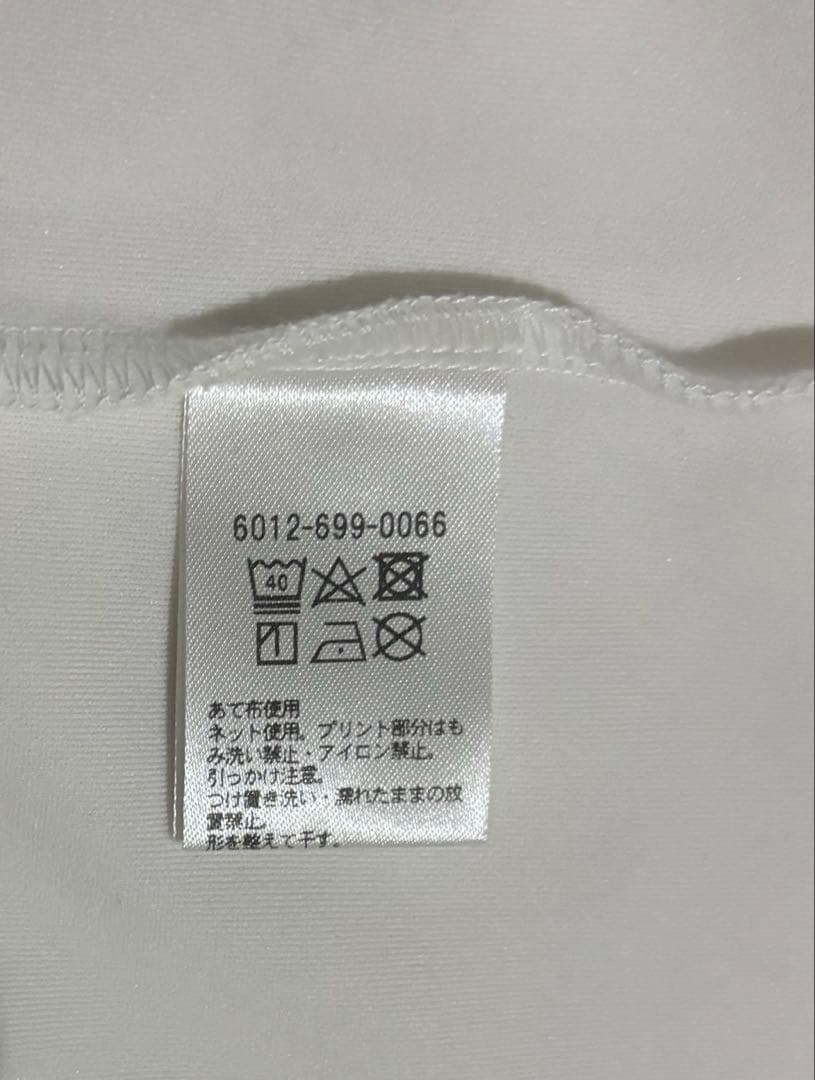 6012-699-0066
40
あて布使用
ネット使用。プリント部分はも
み洗い禁止・アイロン禁止。
引っかけ注意。
つけ置き洗い・濡れたままの放
置禁止。
形を整えて干す。